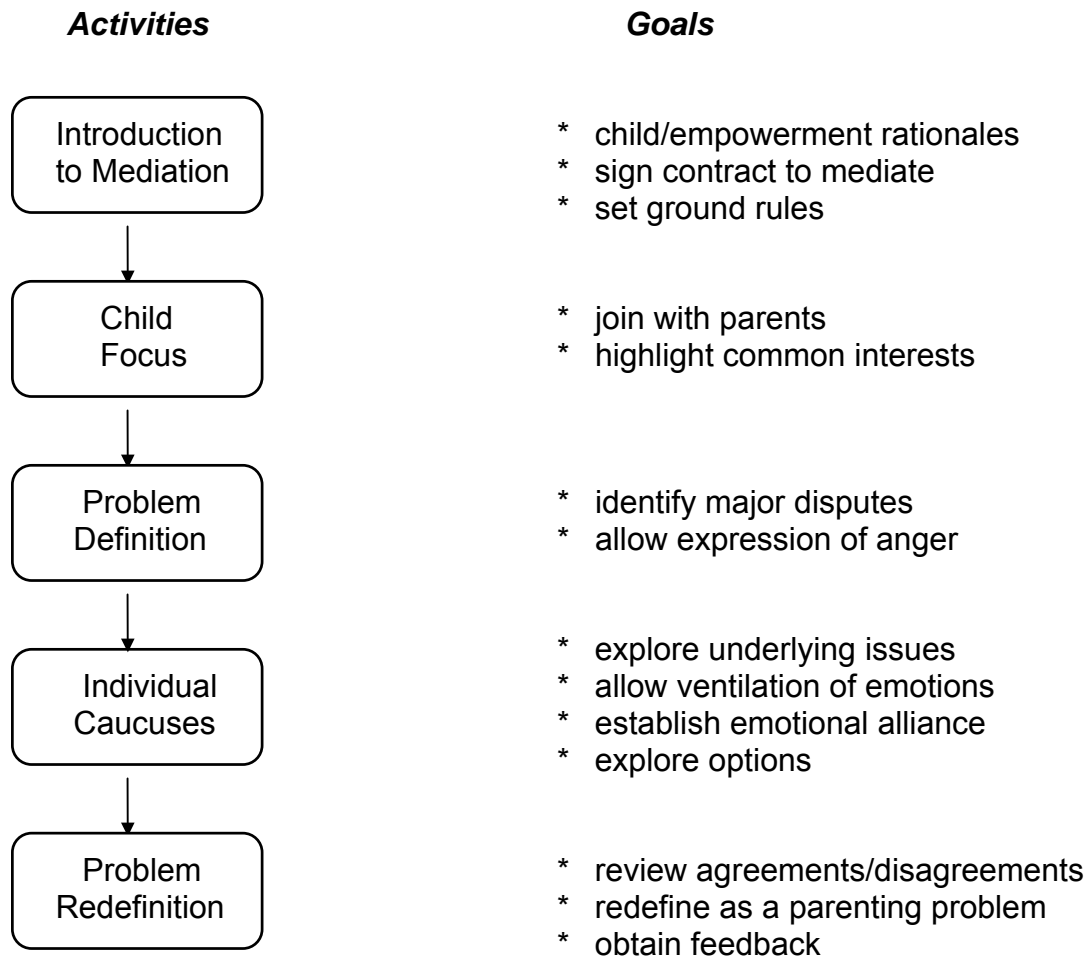 Activities Goals
Introduction
to Mediation
* child/empowerment rationales
* sign contract to mediate
* set ground rules
Child
Focus
* join with parents
* highlight common interests
Problem
Definition
* identify major disputes
* allow expression of anger
Individual
Caucuses
* explore underlying issues
* allow ventilation of emotions
* establish emotional alliance
* explore options
Problem
Redefinition
* review agreements/disagreements
* redefine as a parenting problem
* obtain feedback